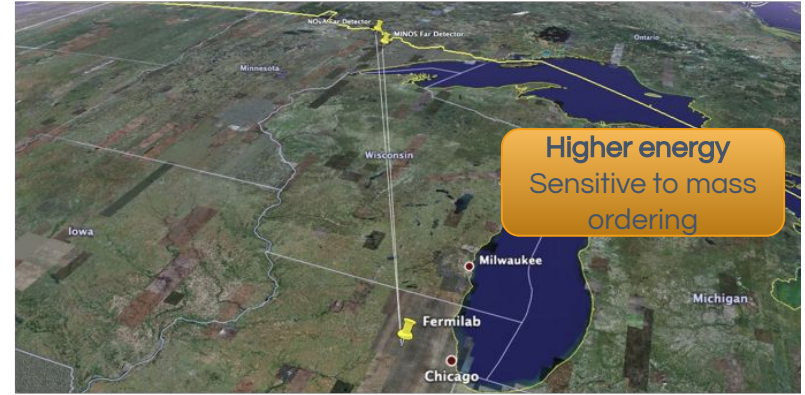 NOvA Far Detector
MINOS Far Detector
Ontario
Minnesota
Wisconsin
Higher energy
Sensitive to mass
ordering
Iowa
Milwaukee
Michigan
Fermilab
Chicago